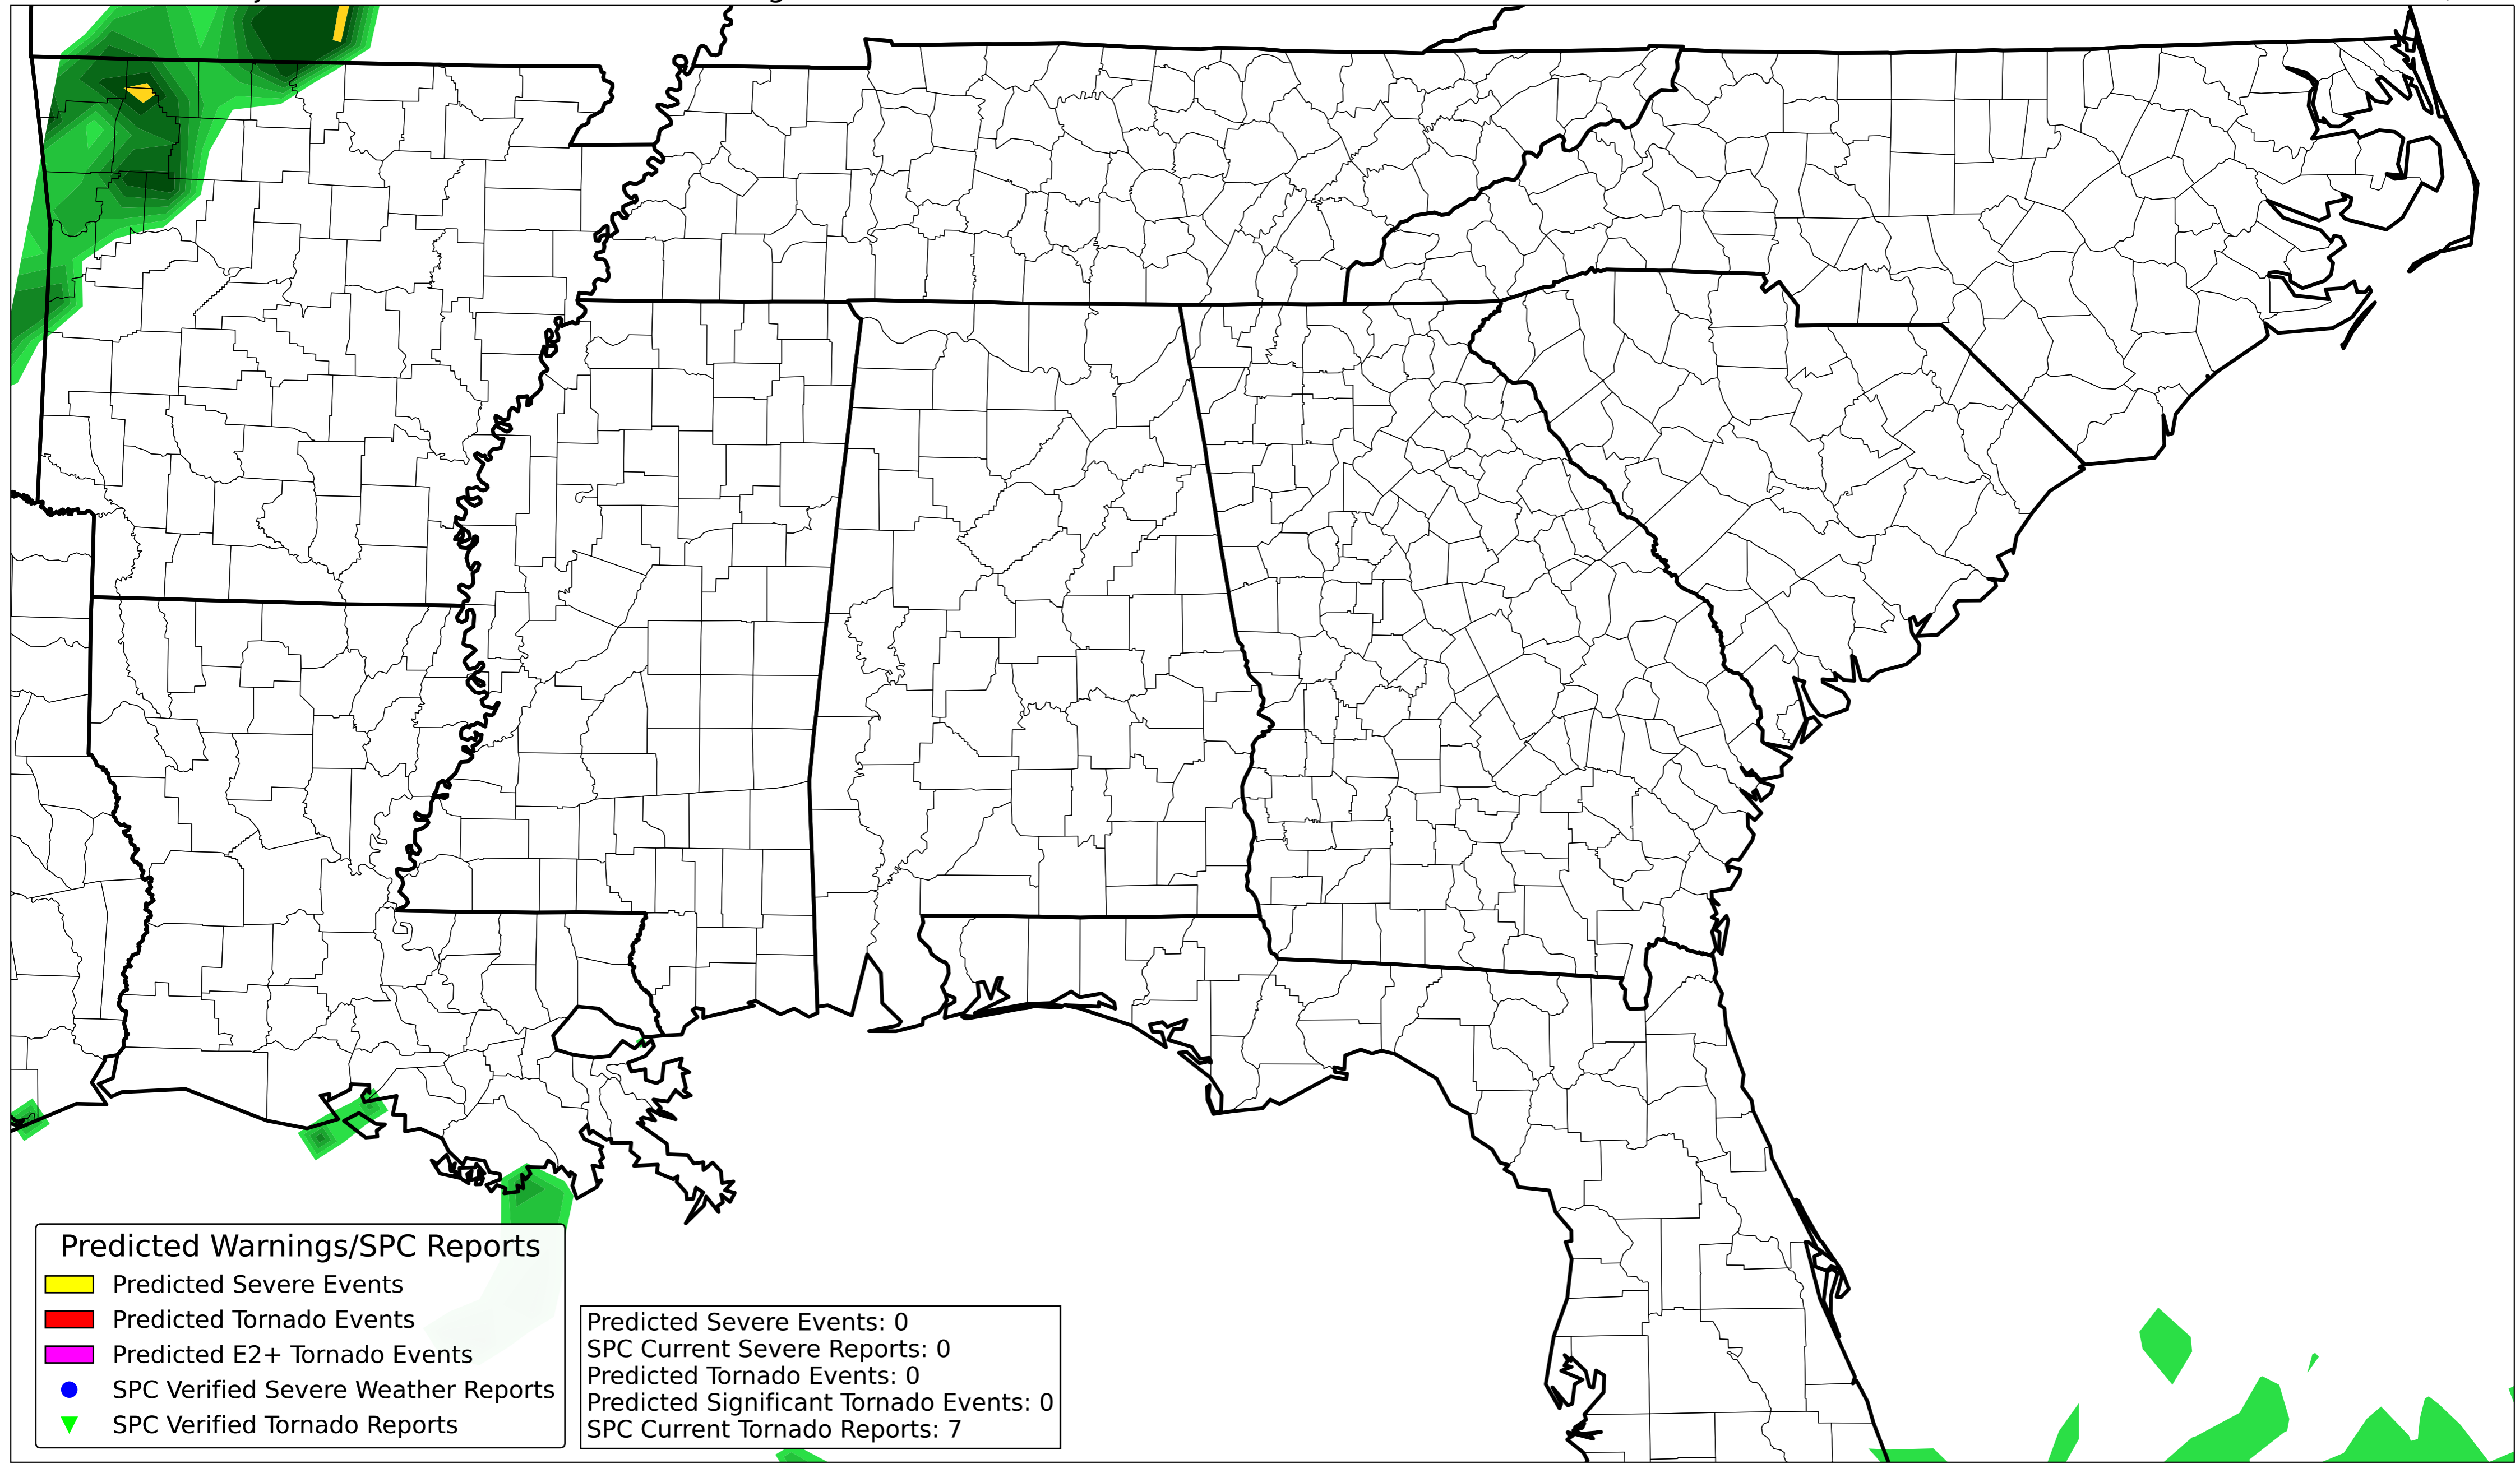 Predicted Warnings/SPC Reports
Predicted Severe Events
Predicted Tornado Events
Predicted E2+ Tornado Events
SPC Verified Severe Weather Reports
SPC Verified Tornado Reports
Predicted Severe Events: 0
SPC Current Severe Reports: 0
Predicted Tornado Events: 0
Predicted Significant Tornado Events: 0
SPC Current Tornado Reports: 7